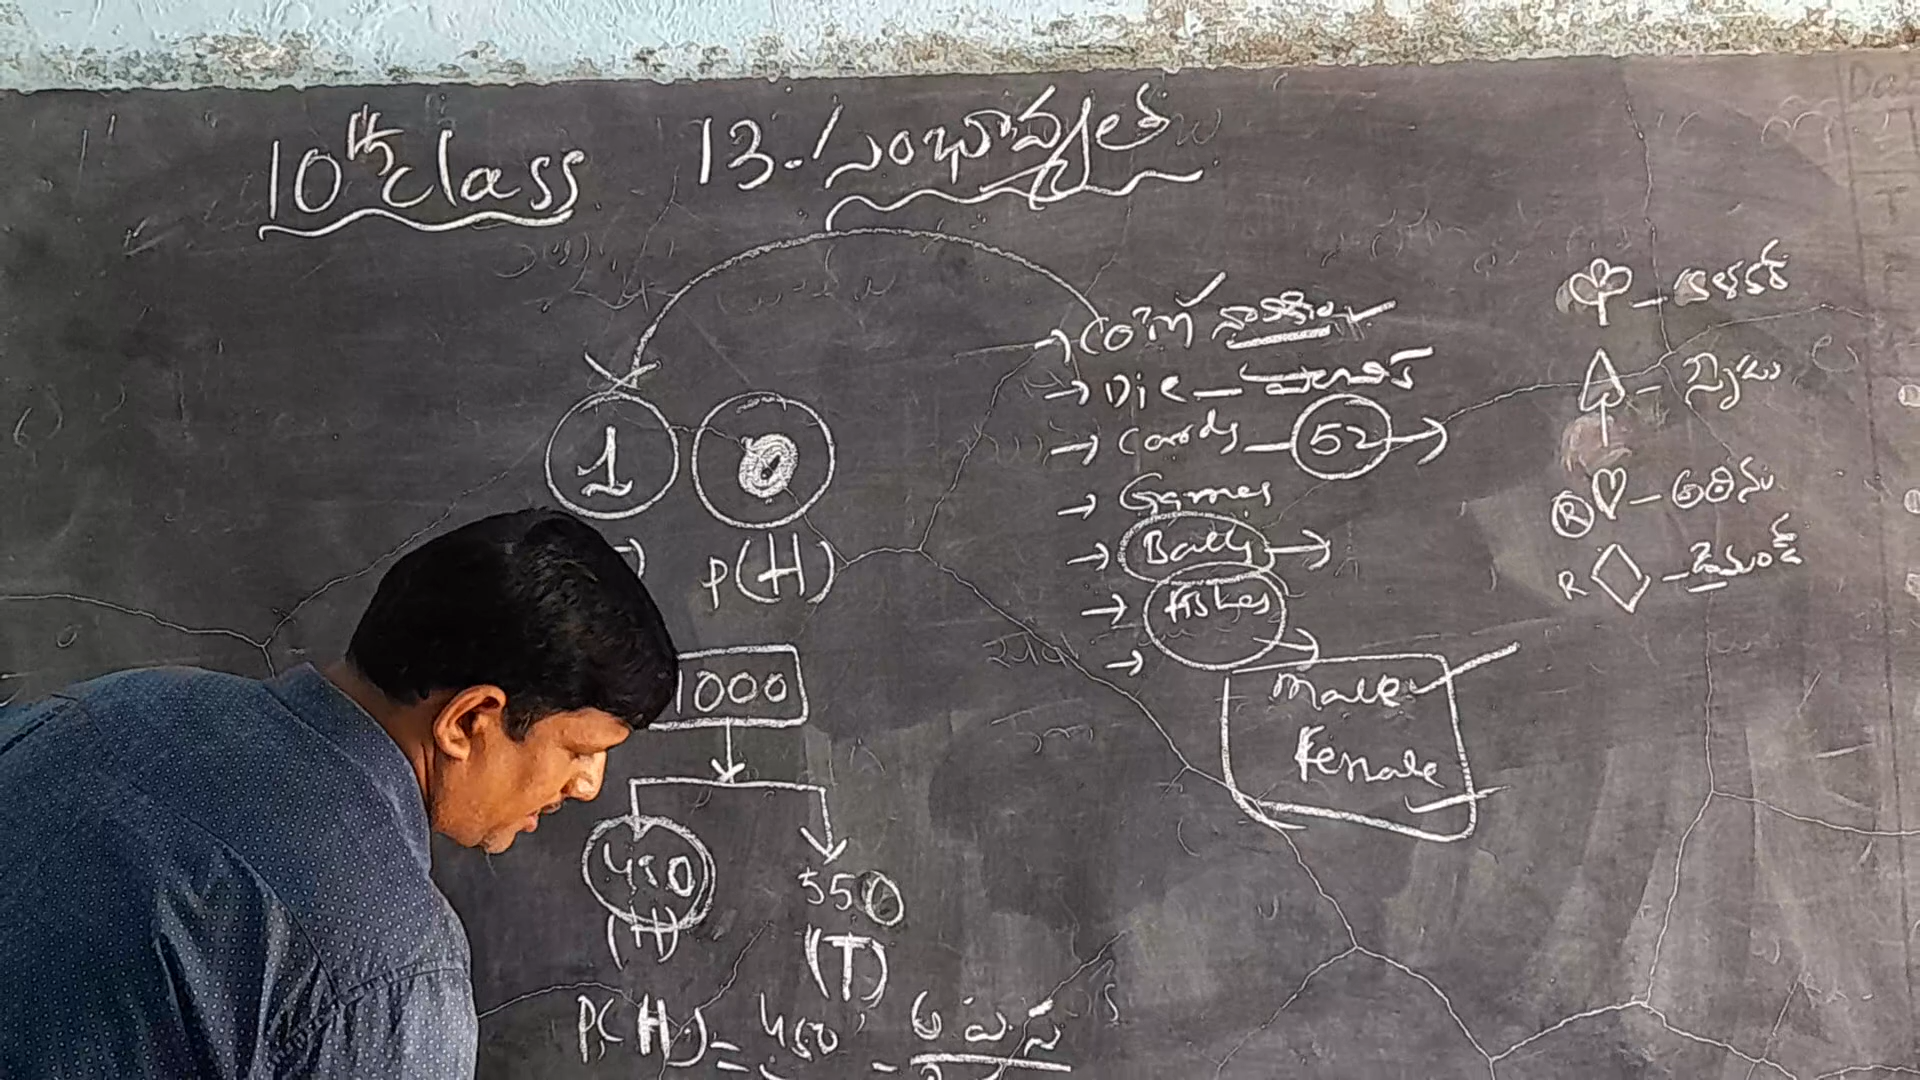 10th class 13. సంభావ్యత
→ Coin నాణెం
→ Die –
→ Cards – 52 →
→ Games
→ Balls →
→ Fishes →
→
Male
Female
♣ – కళావర్
♠ – స్పేడు
R ♡ – ఆఠీను
R ◇ – డైమండ్
1 0
P(H)
1000
450 550
(H) (T)
P(H) = 450